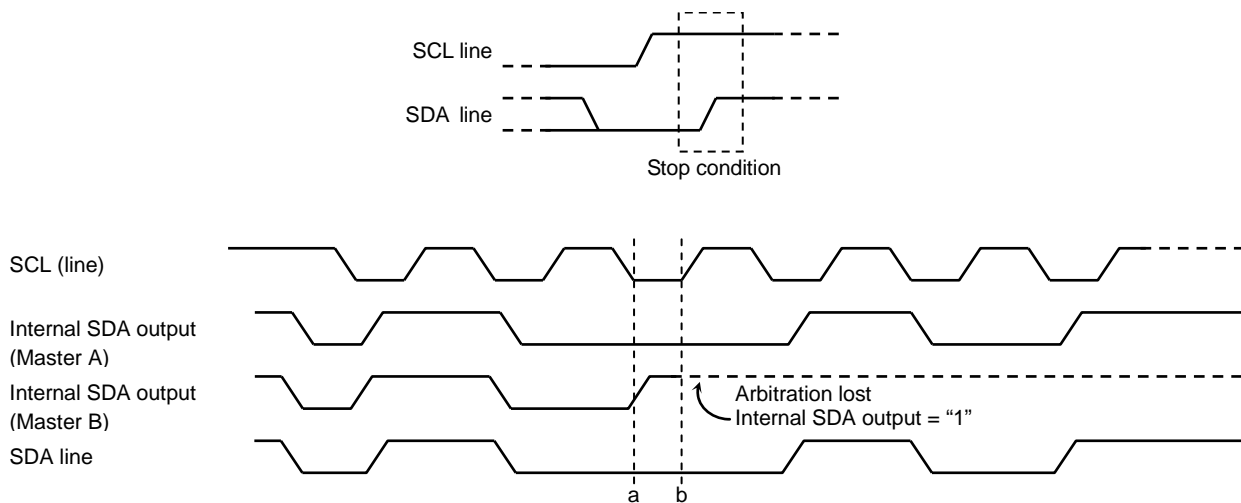 SCL line
SDA line
Stop condition
SCL (line)
Internal SDA output
(Master A)
Internal SDA output
(Master B)
Arbitration lost
Internal SDA output = “1”
SDA line
a
b